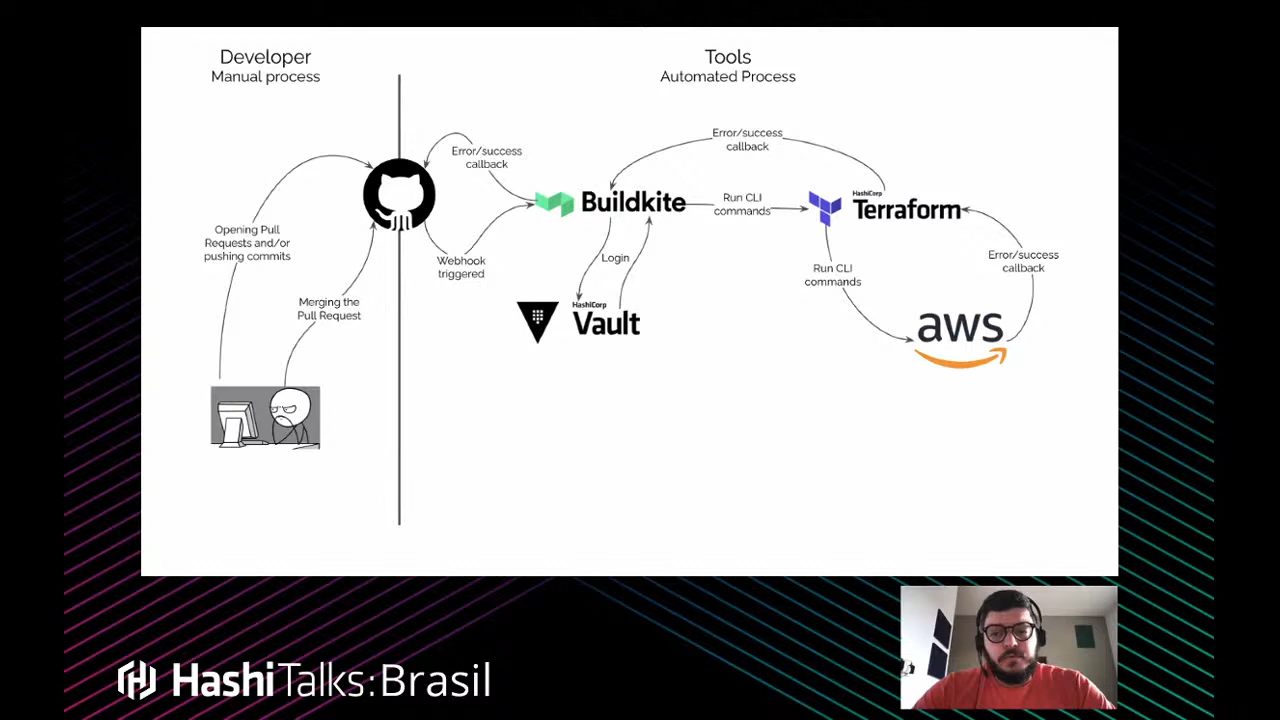 Developer
Manual process
Tools
Automated Process
Error/success
callback
Error/success
callback
Buildkite
Run CLI
commands
HashiCorp
Terraform
Opening Pull
Requests and/or
pushing commits
Webhook
triggered
Login
Run CLI
commands
Error/success
callback
Merging the
Pull Request
HashiCorp
Vault
aws
HashiTalks:Brasil